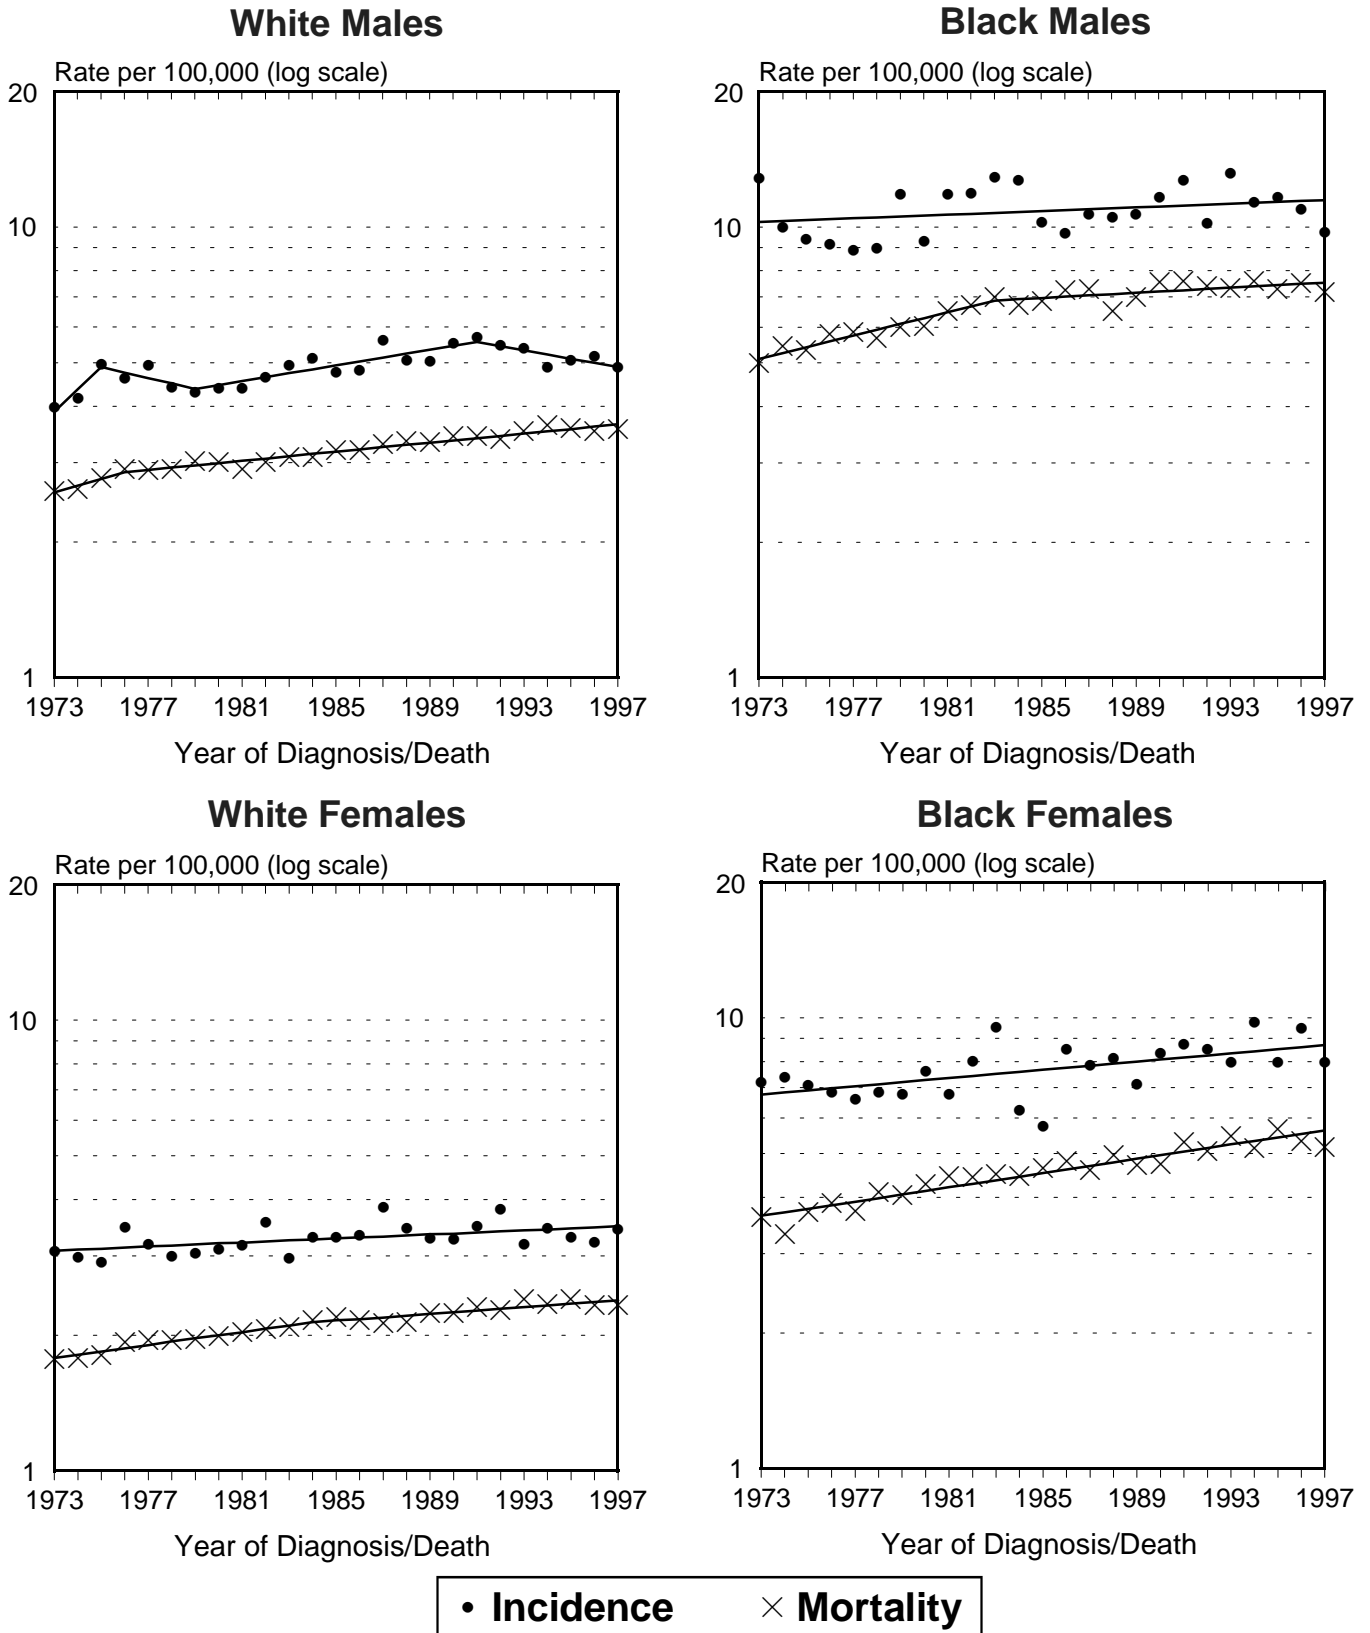 White Males
Rate per 100,000 (log scale)
20
10
1
1973 1977 1981 1985 1989 1993 1997
Year of Diagnosis/Death
Black Males
Rate per 100,000 (log scale)
20
10
1
1973 1977 1981 1985 1989 1993 1997
Year of Diagnosis/Death
White Females
Rate per 100,000 (log scale)
20
10
1
1973 1977 1981 1985 1989 1993 1997
Year of Diagnosis/Death
Black Females
Rate per 100,000 (log scale)
20
10
1
1973 1977 1981 1985 1989 1993 1997
Year of Diagnosis/Death
Incidence Mortality